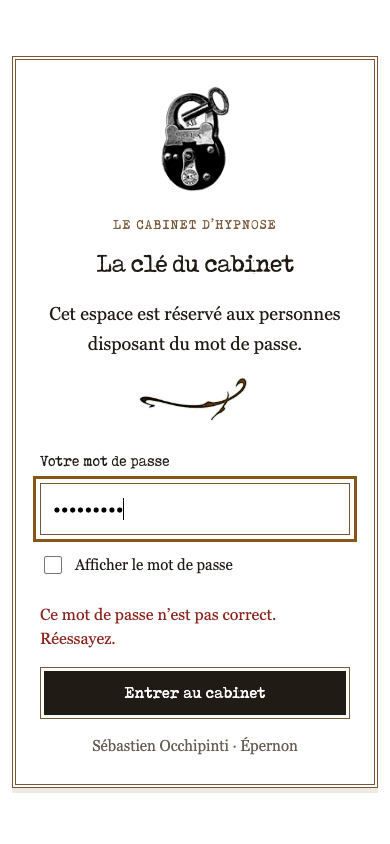 LE CABINET D’HYPNOSE
La clé du cabinet
Cet espace est réservé aux personnes
disposant du mot de passe.
Votre mot de passe
•••••••••
Afficher le mot de passe
Ce mot de passe n’est pas correct.
Réessayez.
Entrer au cabinet
Sébastien Occhipinti · Épernon